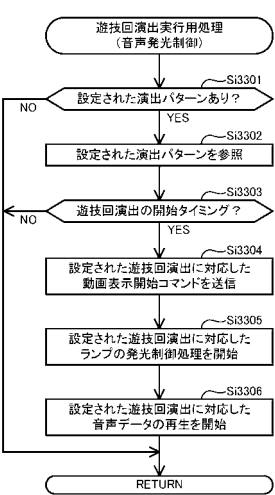 遊技回演出実行用処理
（音声発光制御）
Si3301
設定された演出パターンあり？
NO
YES
Si3302
設定された演出パターンを参照
Si3303
遊技回演出の開始タイミング？
NO
YES
Si3304
設定された遊技回演出に対応した
動画表示開始コマンドを送信
Si3305
設定された遊技回演出に対応した
ランプの発光制御処理を開始
Si3306
設定された遊技回演出に対応した
音声データの再生を開始
RETURN